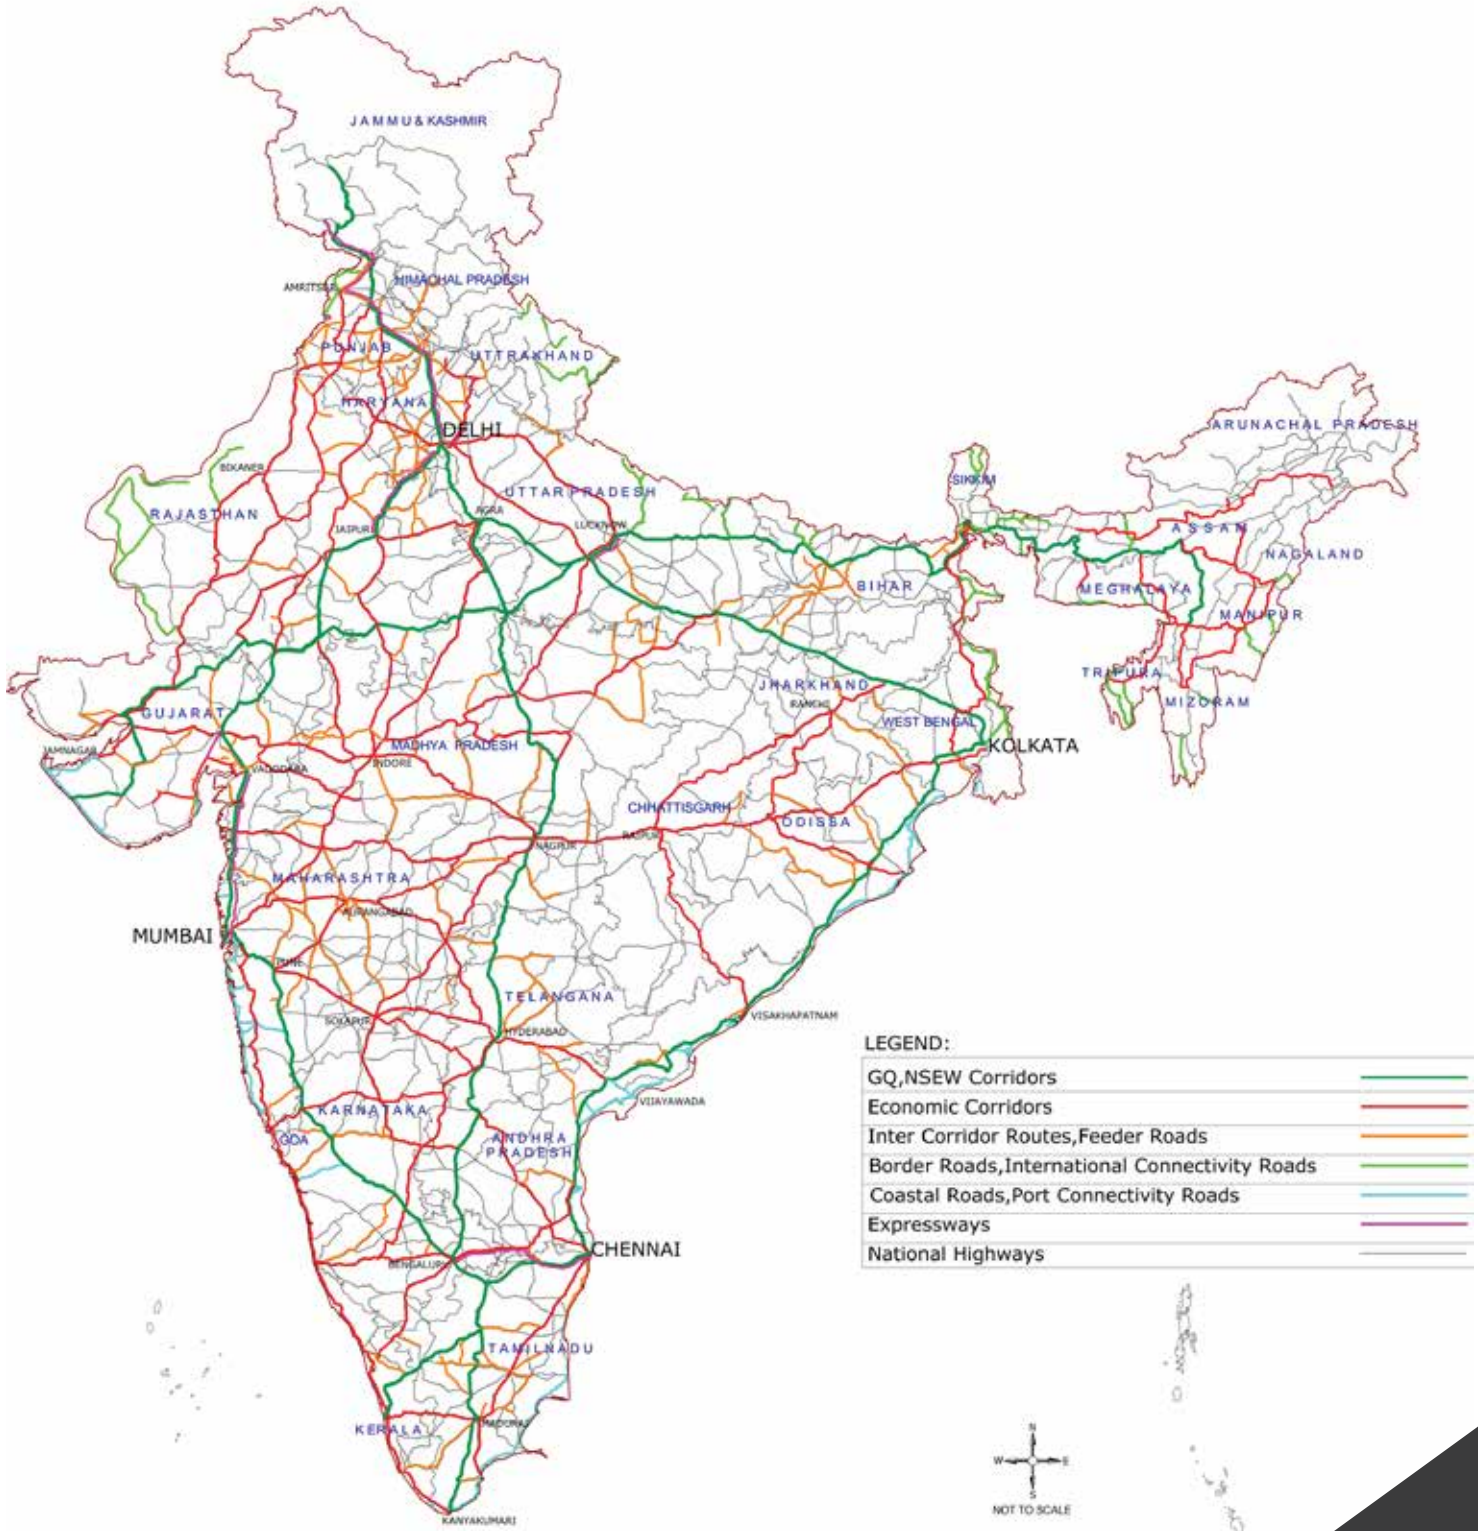 JAMMU & KASHMIR
HIMACHAL PRADESH
AMRITSAR
PUNJAB
UTTRAKHAND
HARYANA
DELHI
ARUNACHAL PRADESH
BIKANER
SIKKIM
UTTAR PRADESH
RAJASTHAN
AGRA
JAIPUR
LUCKNOW
ASSAM
NAGALAND
BIHAR
MEGHALAYA
MANIPUR
TRIPURA
JHARKHAND
RANCHI
MIZORAM
GUJARAT
WEST BENGAL
MADHYA PRADESH
KOLKATA
JAMNAGAR
INDORE
VADODARA
CHHATTISGARH
ODISSA
RAIPUR
NAGPUR
MAHARASHTRA
AURANGABAD
MUMBAI
PUNE
TELANGANA
SOLAPUR
VISAKHAPATNAM
HYDERABAD
VIJAYAWADA
KARNATAKA
GOA
ANDHRA
PRADESH
CHENNAI
BENGALURU
TAMILNADU
KERALA
MADURAI
KANYAKUMARI
LEGEND:
GQ,NSEW Corridors
Economic Corridors
Inter Corridor Routes,Feeder Roads
Border Roads,International Connectivity Roads
Coastal Roads,Port Connectivity Roads
Expressways
National Highways
N
W E
S
NOT TO SCALE